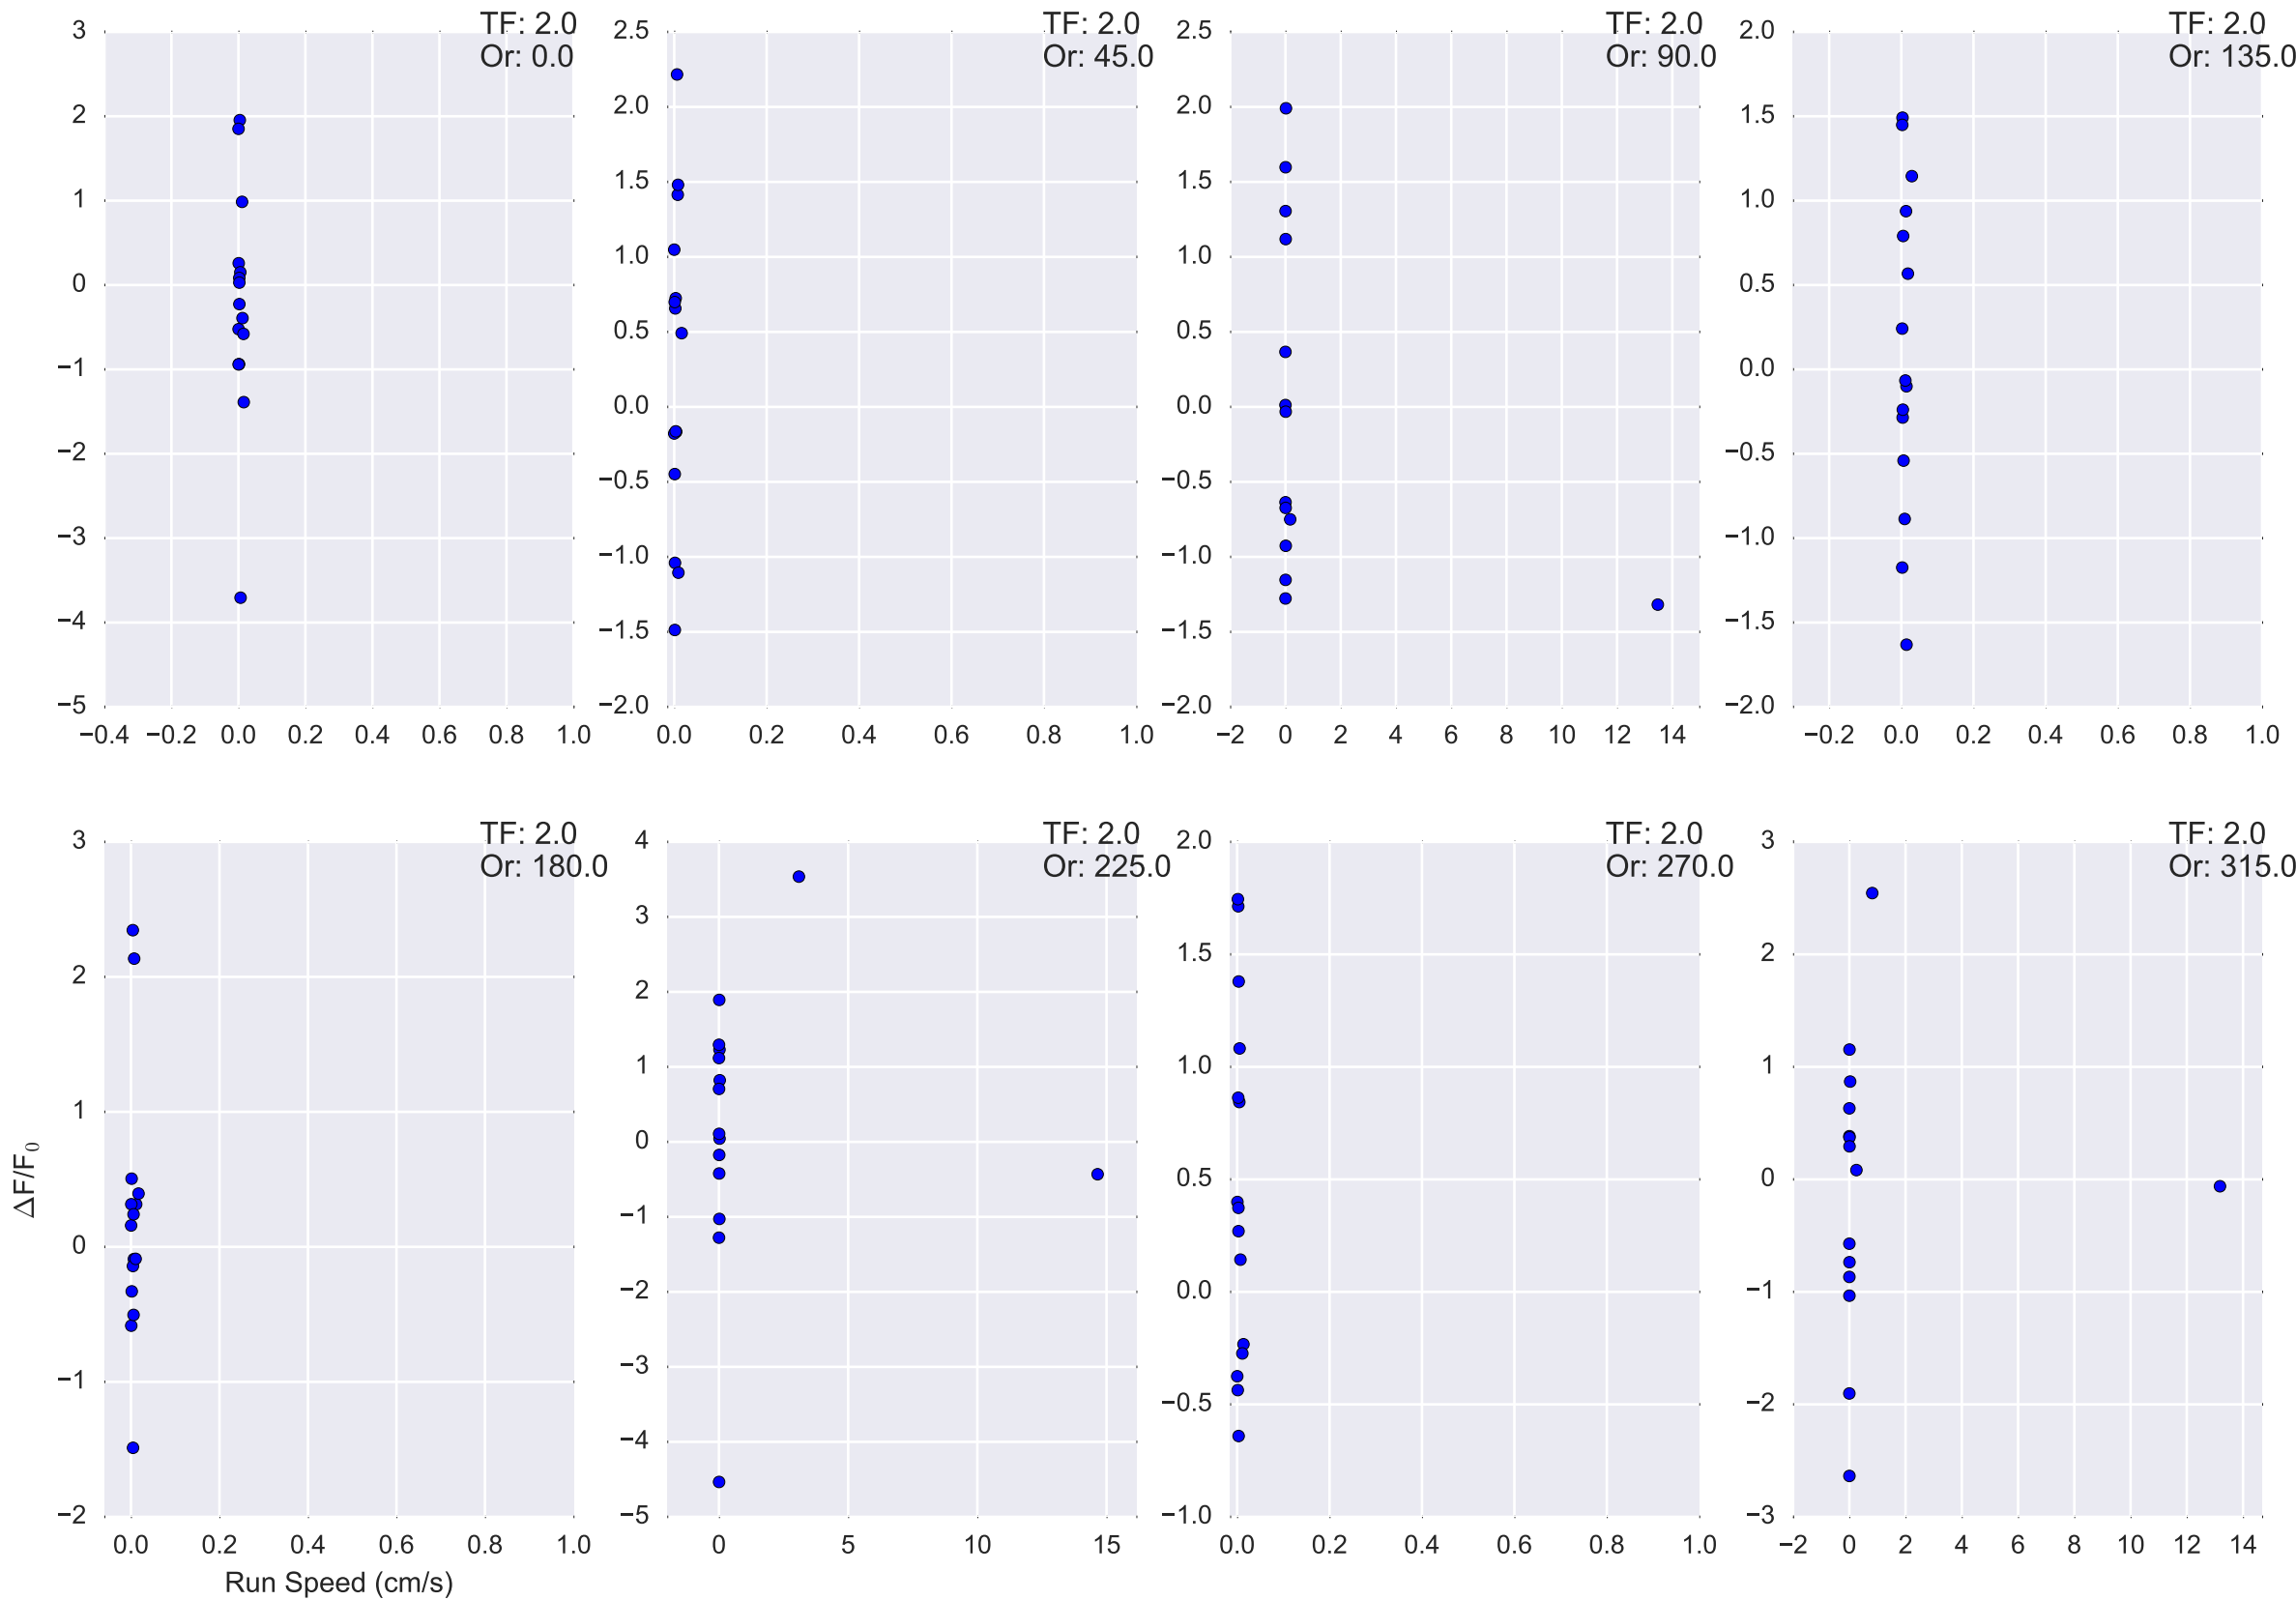 TF: 2.0
Or: 0.0
3
2
1
0
−1
−2
−3
−4
−5
−0.4 −0.2 0.0 0.2 0.4 0.6 0.8 1.0
TF: 2.0
Or: 45.0
2.5
2.0
1.5
1.0
0.5
0.0
−0.5
−1.0
−1.5
−2.0
0.0 0.2 0.4 0.6 0.8 1.0
TF: 2.0
Or: 90.0
2.5
2.0
1.5
1.0
0.5
0.0
−0.5
−1.0
−1.5
−2.0
−2 0 2 4 6 8 10 12 14
TF: 2.0
Or: 135.0
2.0
1.5
1.0
0.5
0.0
−0.5
−1.0
−1.5
−2.0
−0.2 0.0 0.2 0.4 0.6 0.8 1.0
TF: 2.0
Or: 180.0
3
2
1
0
−1
−2
ΔF/F₀
0.0 0.2 0.4 0.6 0.8 1.0
Run Speed (cm/s)
TF: 2.0
Or: 225.0
4
3
2
1
0
−1
−2
−3
−4
−5
0 5 10 15
TF: 2.0
Or: 270.0
2.0
1.5
1.0
0.5
0.0
−0.5
−1.0
0.0 0.2 0.4 0.6 0.8 1.0
TF: 2.0
Or: 315.0
3
2
1
0
−1
−2
−3
−2 0 2 4 6 8 10 12 14